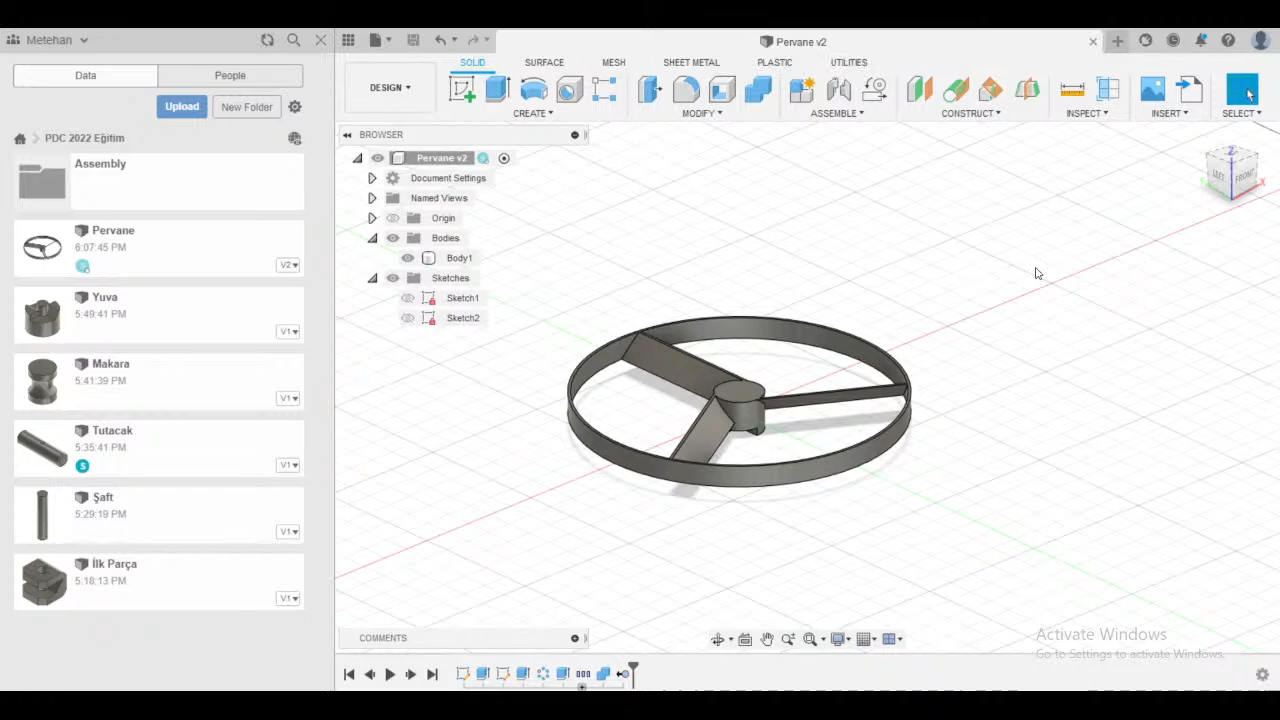 Metehan
Pervane v2
Data
People
Upload
New Folder
PDC 2022 Eğitim
Assembly
Pervane
6:07:45 PM
V2
Yuva
5:49:41 PM
V1
Makara
5:41:39 PM
V1
Tutacak
5:35:41 PM
V1
Şaft
5:29:19 PM
V1
İlk Parça
5:18:13 PM
V1
SOLID
SURFACE
MESH
SHEET METAL
PLASTIC
UTILITIES
DESIGN
CREATE
MODIFY
ASSEMBLE
CONSTRUCT
INSPECT
INSERT
SELECT
BROWSER
Pervane v2
Document Settings
Named Views
Origin
Bodies
Body1
Sketches
Sketch1
Sketch2
Z
LEFT
FRONT
X
COMMENTS
Activate Windows
Go to Settings to activate Windows.